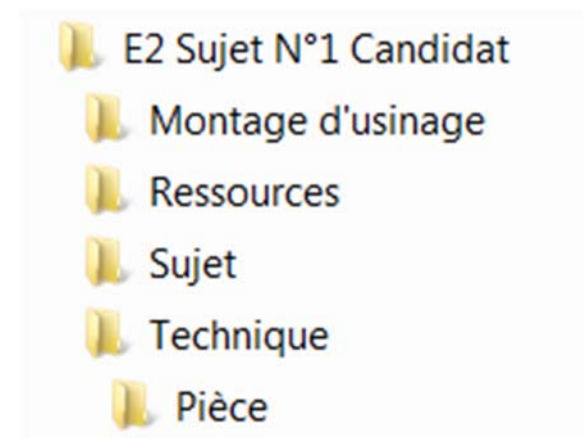 E2 Sujet N°1 Candidat
Montage d'usinage
Ressources
Sujet
Technique
Pièce